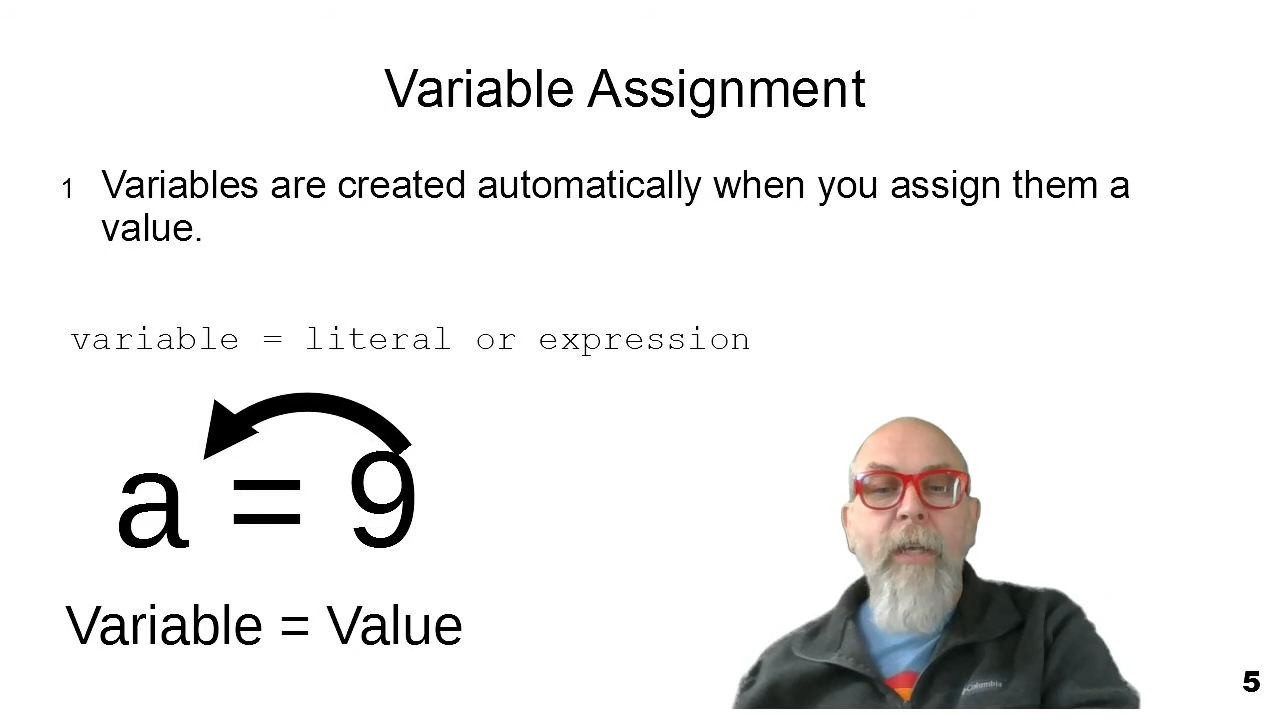 Variable Assignment
1 Variables are created automatically when you assign them a
value.
variable = literal or expression
a = 9
Variable = Value
Columbia
5